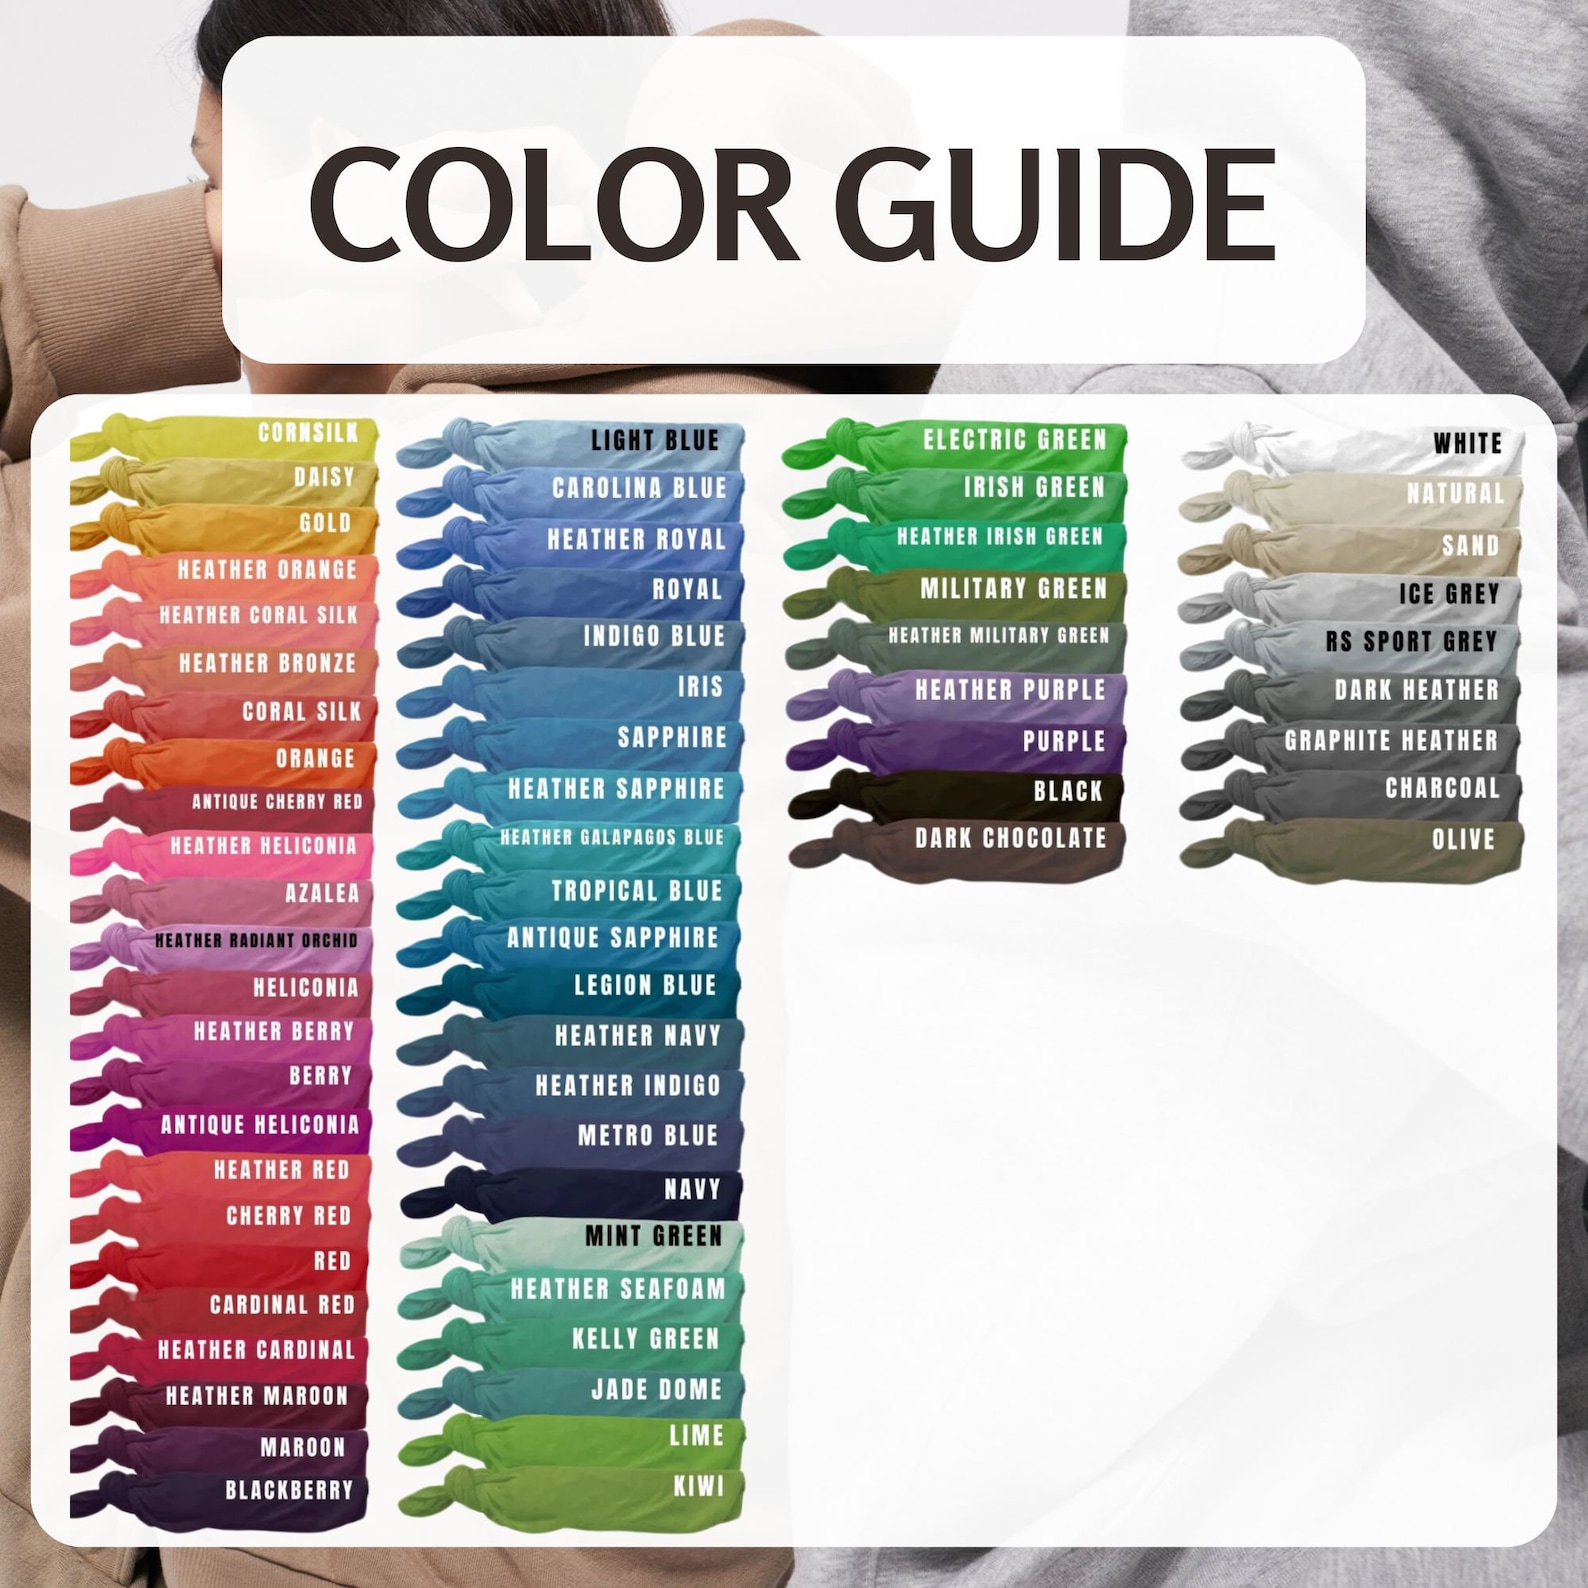 COLOR GUIDE
CORNSILK
DAISY
GOLD
HEATHER ORANGE
HEATHER CORAL SILK
HEATHER BRONZE
CORAL SILK
ORANGE
ANTIQUE CHERRY RED
HEATHER HELICONIA
AZALEA
HEATHER RADIANT ORCHID
HELICONIA
HEATHER BERRY
BERRY
ANTIQUE HELICONIA
HEATHER RED
CHERRY RED
RED
CARDINAL RED
HEATHER CARDINAL
HEATHER MAROON
MAROON
BLACKBERRY
LIGHT BLUE
CAROLINA BLUE
HEATHER ROYAL
ROYAL
INDIGO BLUE
IRIS
SAPPHIRE
HEATHER SAPPHIRE
HEATHER GALAPAGOS BLUE
TROPICAL BLUE
ANTIQUE SAPPHIRE
LEGION BLUE
HEATHER NAVY
HEATHER INDIGO
METRO BLUE
NAVY
MINT GREEN
HEATHER SEAFOAM
KELLY GREEN
JADE DOME
LIME
KIWI
ELECTRIC GREEN
IRISH GREEN
HEATHER IRISH GREEN
MILITARY GREEN
HEATHER MILITARY GREEN
HEATHER PURPLE
PURPLE
BLACK
DARK CHOCOLATE
WHITE
NATURAL
SAND
ICE GREY
RS SPORT GREY
DARK HEATHER
GRAPHITE HEATHER
CHARCOAL
OLIVE